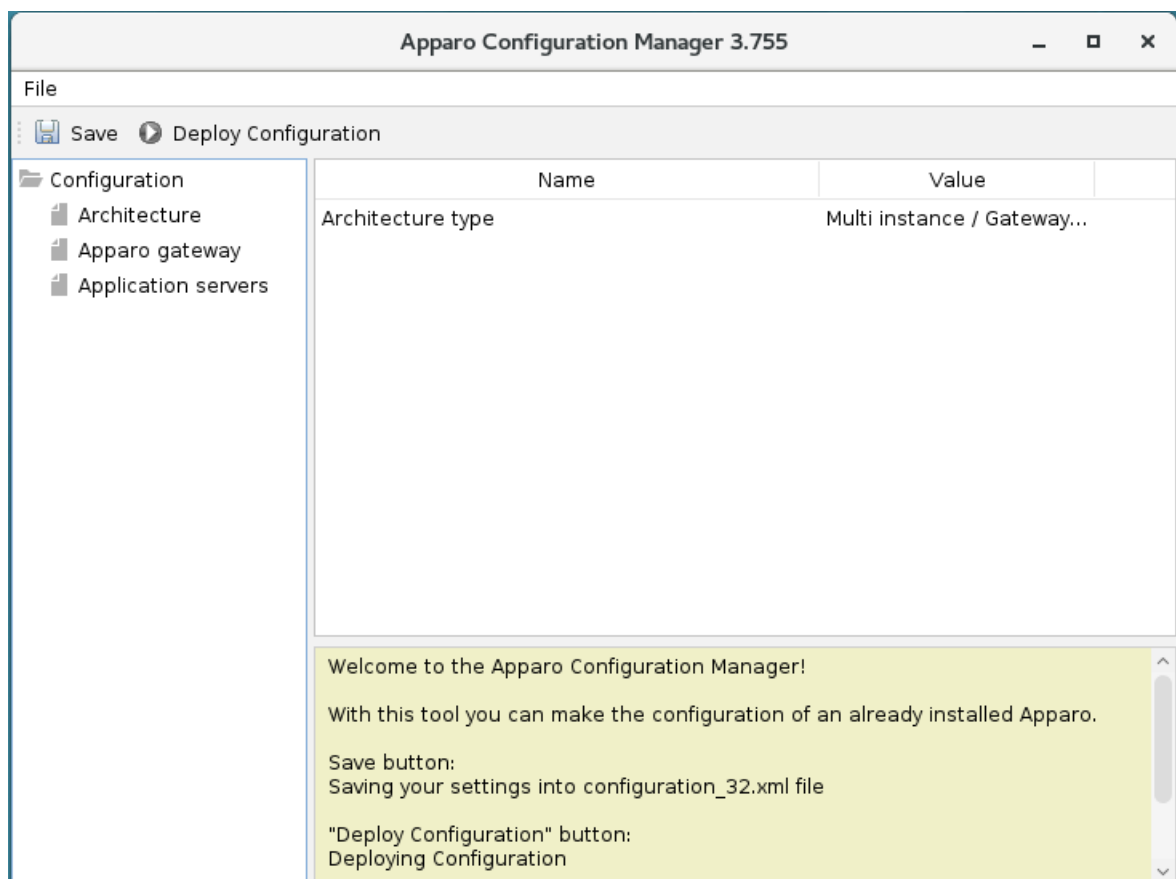 Apparo Configuration Manager 3.755
File
Save Deploy Configuration
Configuration
Architecture
Apparo gateway
Application servers
Name Value
Architecture type Multi instance / Gateway...
Welcome to the Apparo Configuration Manager!
With this tool you can make the configuration of an already installed Apparo.
Save button:
Saving your settings into configuration_32.xml file
"Deploy Configuration" button:
Deploying Configuration